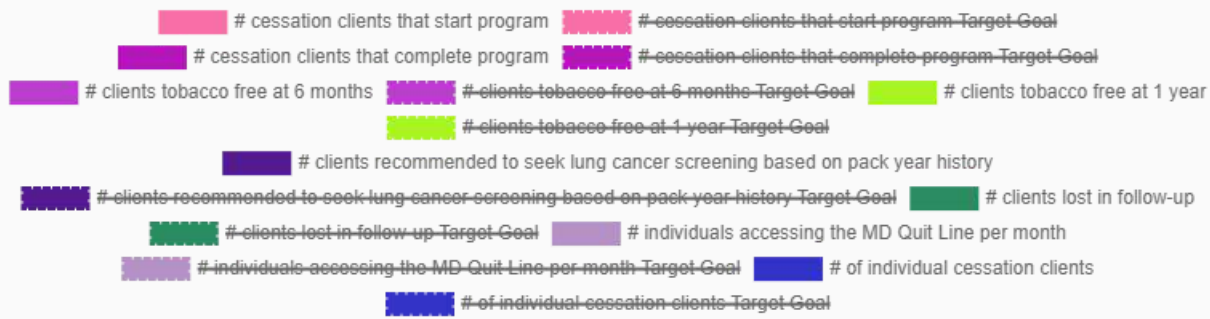 # cessation clients that start program # cessation clients that start program Target Goal
# cessation clients that complete program # cessation clients that complete program Target Goal
# clients tobacco free at 6 months # clients tobacco free at 6 months Target Goal # clients tobacco free at 1 year
# clients tobacco free at 1 year Target Goal
# clients recommended to seek lung cancer screening based on pack year history
# clients recommended to seek lung cancer screening based on pack year history Target Goal # clients lost in follow-up
# clients lost in follow-up Target Goal # individuals accessing the MD Quit Line per month
# individuals accessing the MD Quit Line per month Target Goal # of individual cessation clients
# of individual cessation clients Target Goal